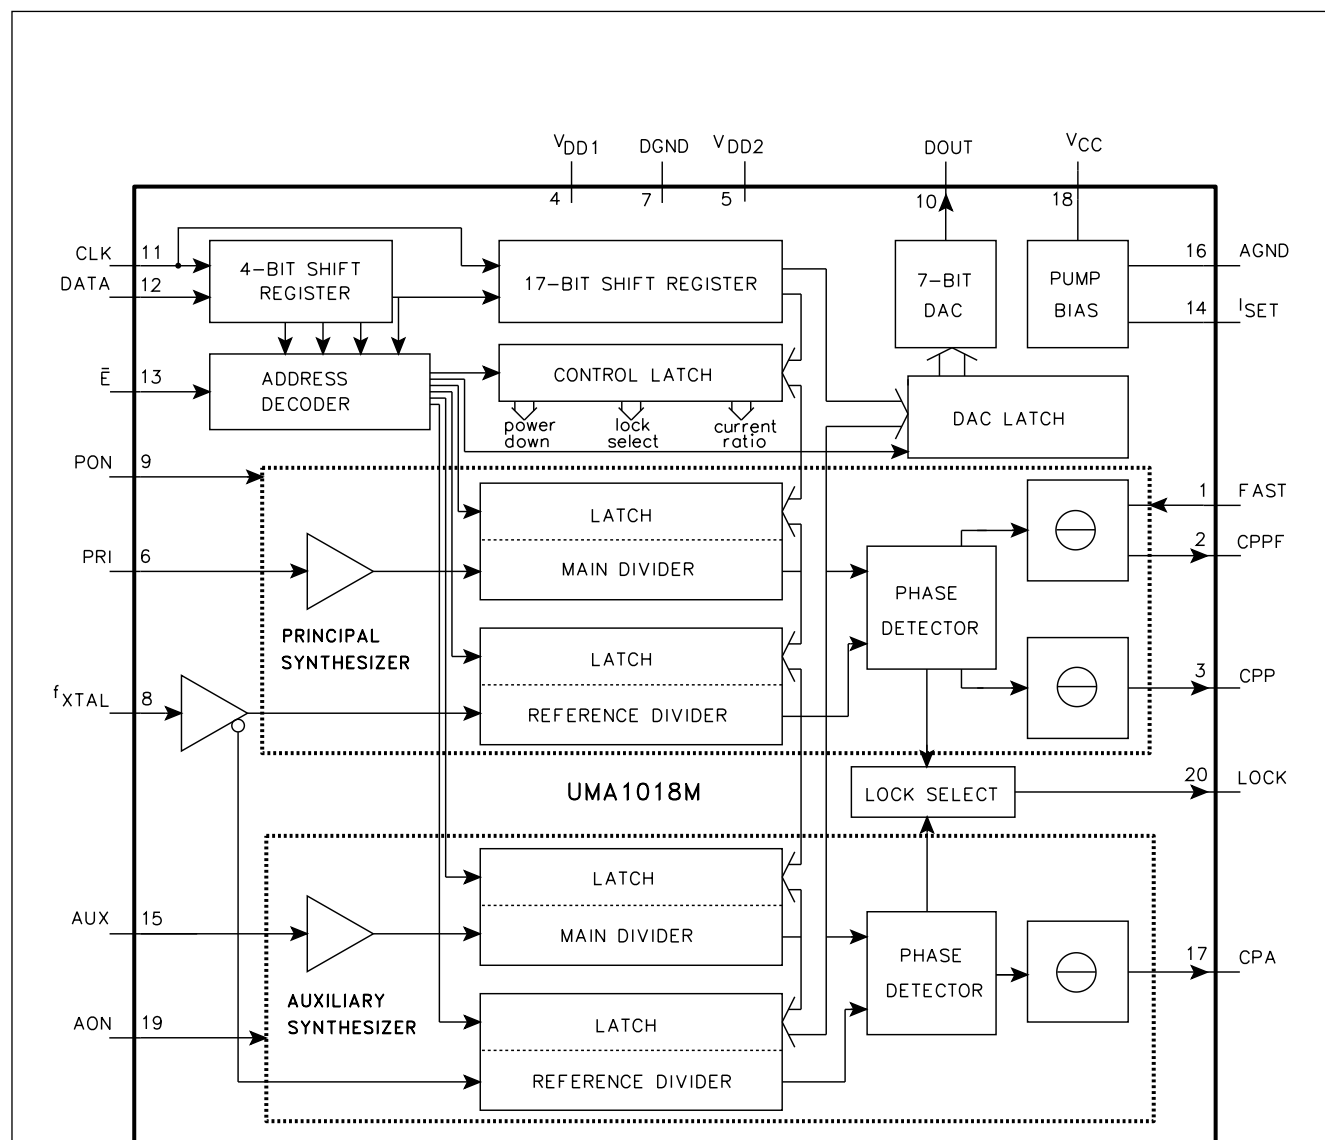 VDD1 DGND VDD2 DOUT VCC
4 7 5 10 18
CLK 11
DATA 12
4-BIT SHIFT
REGISTER
17-BIT SHIFT REGISTER
7-BIT
DAC
PUMP
BIAS
16 AGND
14 ISET
Ē 13
ADDRESS
DECODER
CONTROL LATCH
power
down
lock
select
current
ratio
DAC LATCH
PON 9
1 FAST
LATCH
2 CPPF
PRI 6
MAIN DIVIDER
PHASE
DETECTOR
PRINCIPAL
SYNTHESIZER
LATCH
3 CPP
fXTAL 8
REFERENCE DIVIDER
UMA1018M
LOCK SELECT
20 LOCK
LATCH
AUX 15
MAIN DIVIDER
PHASE
DETECTOR
17 CPA
AUXILIARY
SYNTHESIZER
AON 19
LATCH
REFERENCE DIVIDER